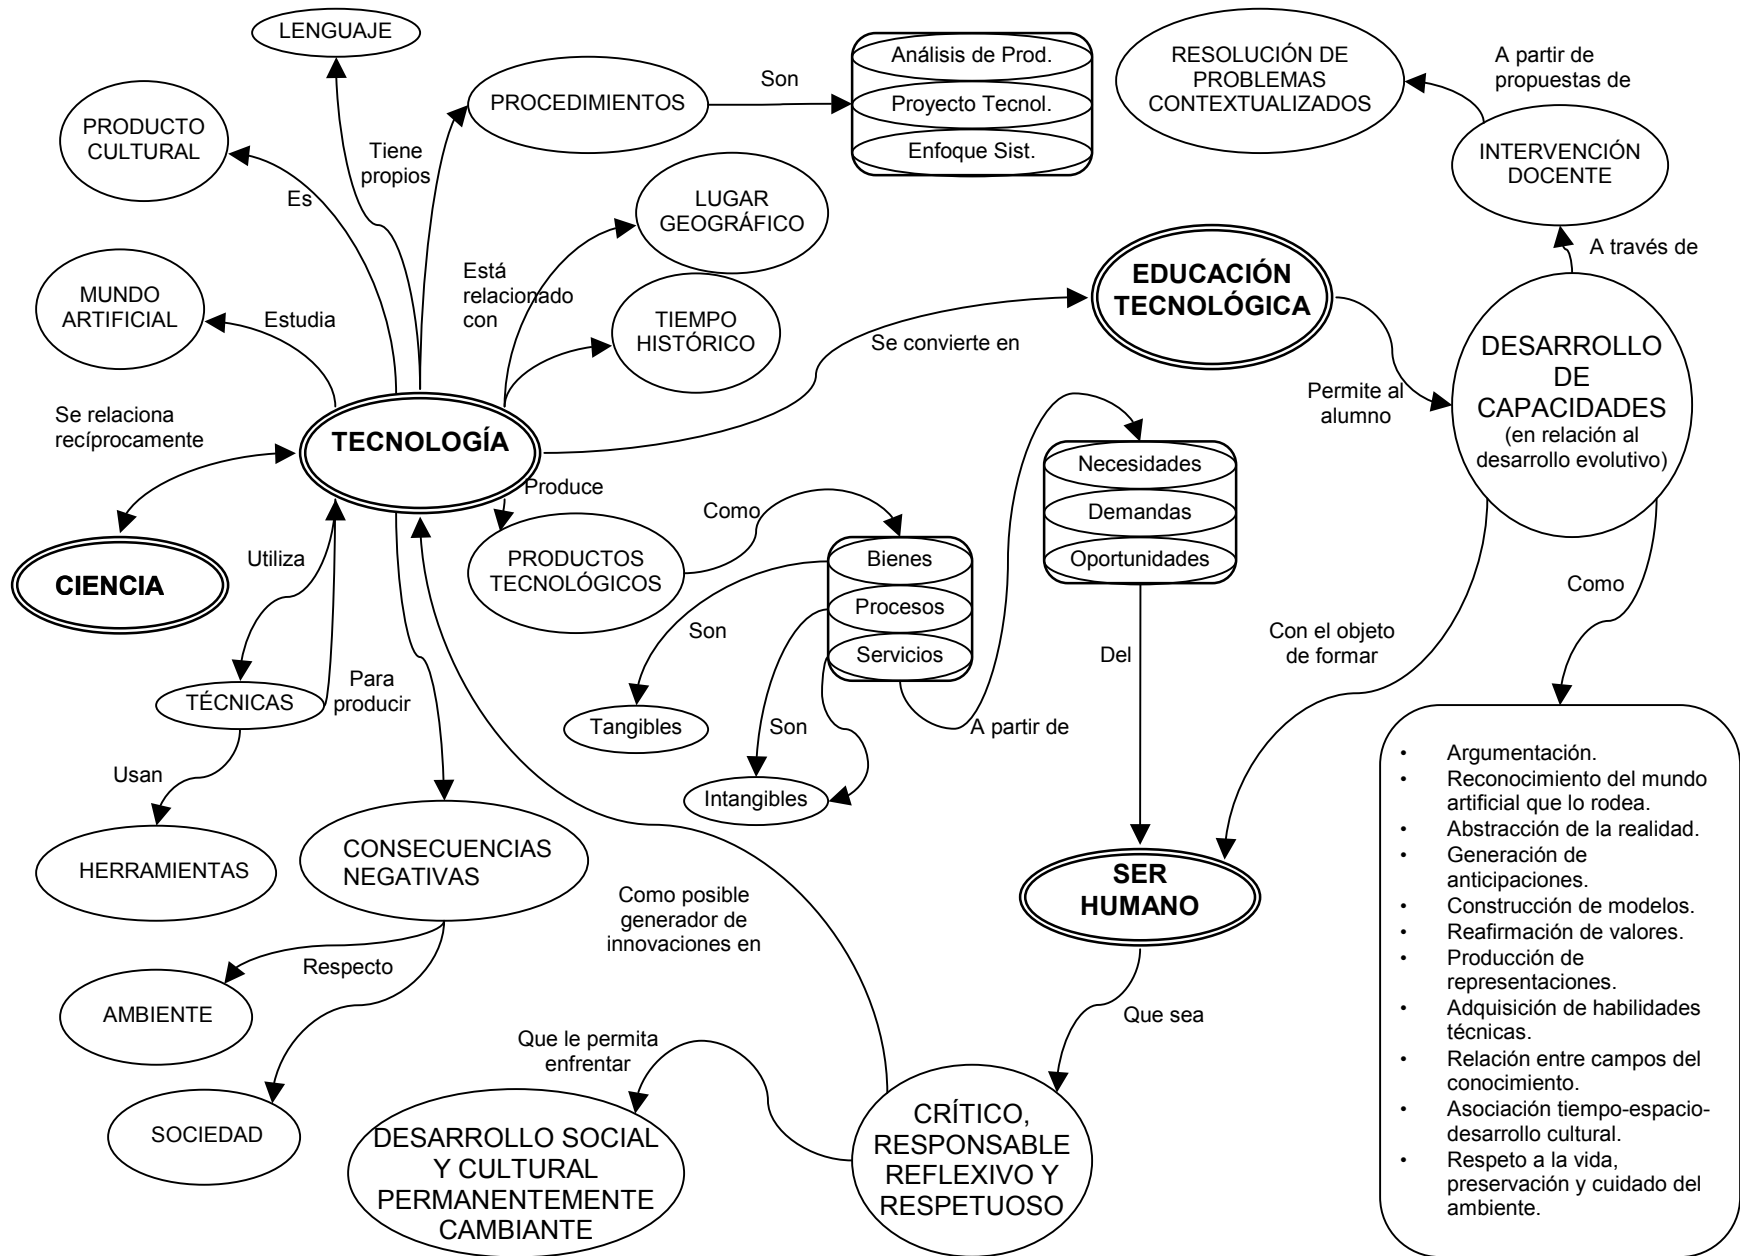 LENGUAJE
PROCEDIMIENTOS
Son
Análisis de Prod.
Proyecto Tecnol.
Enfoque Sist.
RESOLUCIÓN DE
PROBLEMAS
CONTEXTUALIZADOS
A partir de
propuestas de
INTERVENCIÓN
DOCENTE
A través de
PRODUCTO
CULTURAL
Es
Tiene
propios
LUGAR
GEOGRÁFICO
Está
relacionado
con
TIEMPO
HISTÓRICO
MUNDO
ARTIFICIAL
Estudia
Se relaciona
recíprocamente
TECNOLOGÍA
Se convierte en
EDUCACIÓN
TECNOLÓGICA
Permite al
alumno
DESARROLLO
DE
CAPACIDADES
(en relación al
desarrollo evolutivo)
CIENCIA
Utiliza
Produce
PRODUCTOS
TECNOLÓGICOS
Como
Bienes
Procesos
Servicios
Necesidades
Demandas
Oportunidades
Son
Tangibles
Son
Intangibles
A partir de
Del
Con el objeto
de formar
Como
TÉCNICAS
Para
producir
Usan
HERRAMIENTAS
CONSECUENCIAS
NEGATIVAS
Respecto
AMBIENTE
SOCIEDAD
Como posible
generador de
innovaciones en
SER
HUMANO
Que sea
Que le permita
enfrentar
DESARROLLO SOCIAL
Y CULTURAL
PERMANENTEMENTE
CAMBIANTE
CRÍTICO,
RESPONSABLE
REFLEXIVO Y
RESPETUOSO
• Argumentación.
• Reconocimiento del mundo
artificial que lo rodea.
• Abstracción de la realidad.
• Generación de
anticipaciones.
• Construcción de modelos.
• Reafirmación de valores.
• Producción de
representaciones.
• Adquisición de habilidades
técnicas.
• Relación entre campos del
conocimiento.
• Asociación tiempo-espacio-
desarrollo cultural.
• Respeto a la vida,
preservación y cuidado del
ambiente.